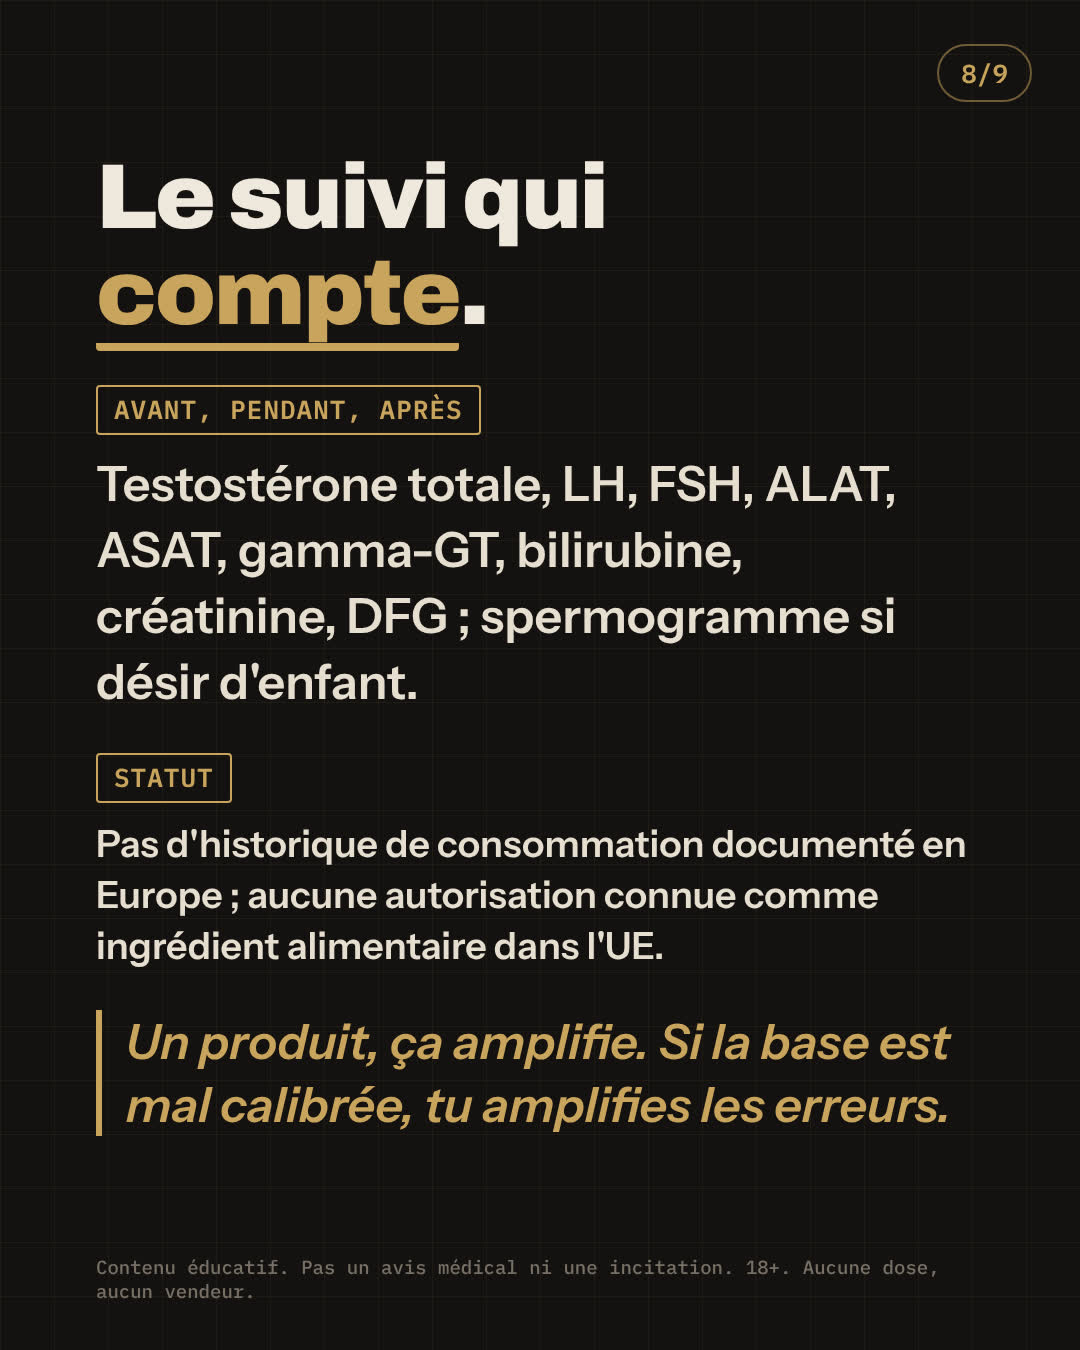 8/9
Le suivi qui
compte.
AVANT, PENDANT, APRÈS
Testostérone totale, LH, FSH, ALAT,
ASAT, gamma-GT, bilirubine,
créatinine, DFG ; spermogramme si
désir d'enfant.
STATUT
Pas d'historique de consommation documenté en
Europe ; aucune autorisation connue comme
ingrédient alimentaire dans l'UE.
Un produit, ça amplifie. Si la base est
mal calibrée, tu amplifies les erreurs.
Contenu éducatif. Pas un avis médical ni une incitation. 18+. Aucune dose,
aucun vendeur.